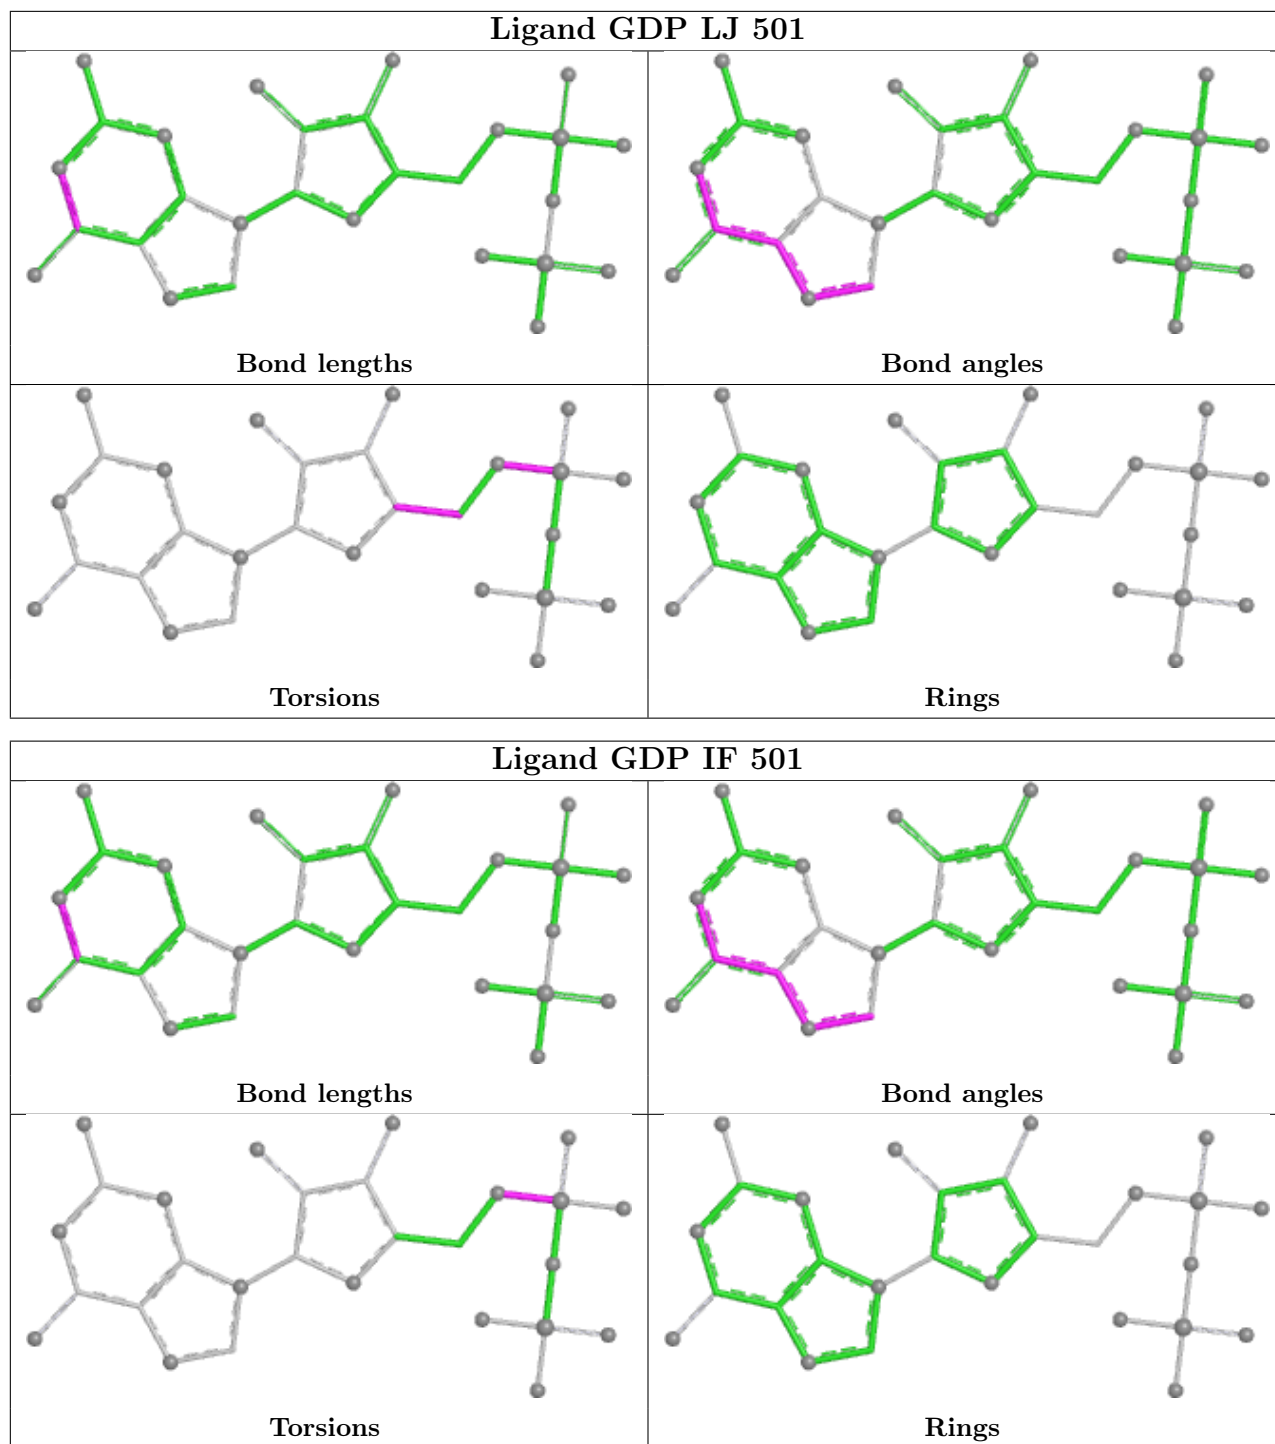 Ligand GDP LJ 501
Bond lengths
Bond angles
Torsions
Rings
Ligand GDP IF 501
Bond lengths
Bond angles
Torsions
Rings